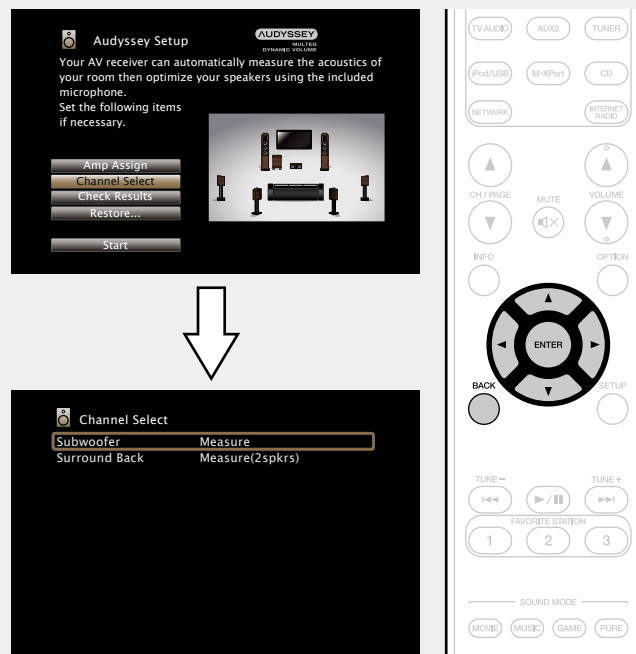 Audyssey Setup
AUDYSSEY
MULTEQ
DYNAMIC VOLUME
Your AV receiver can automatically measure the acoustics of
your room then optimize your speakers using the included
microphone.
Set the following items
if necessary.
Amp Assign
Channel Select
Check Results
Restore...
Start
Channel Select
Subwoofer Measure
Surround Back Measure(2spkrs)
TV AUDIO AUX2 TUNER
iPod/USB M-XPort CD
NETWORK INTERNET
RADIO
CH / PAGE MUTE VOLUME
INFO OPTION
ENTER
BACK SETUP
TUNE − TUNE +
FAVORITE STATION
1 2 3
SOUND MODE
MOVIE MUSIC GAME PURE